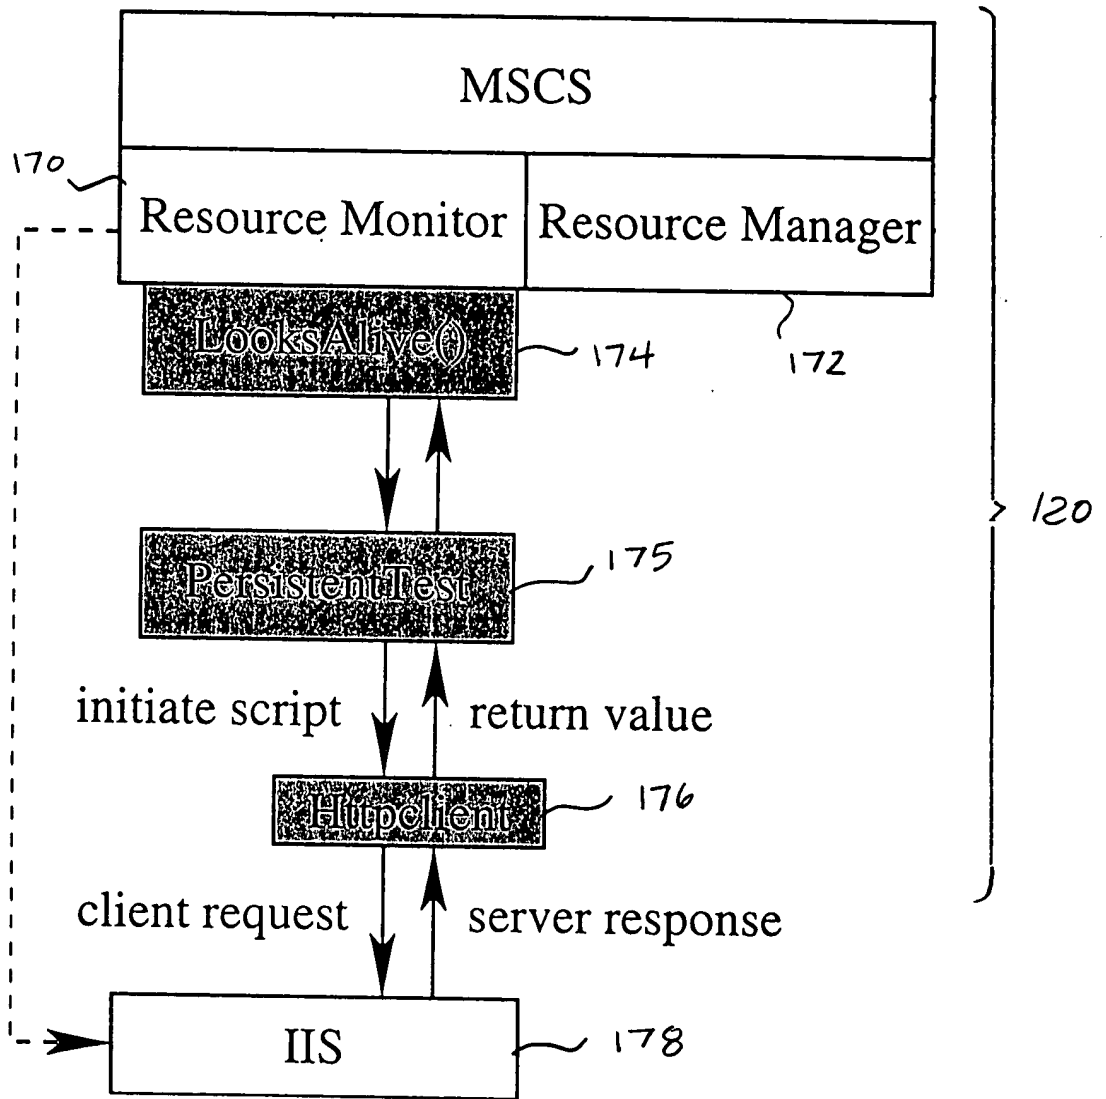 MSCS
170
Resource Monitor
Resource Manager
LooksAlive()
174
172
120
PersistentTest
175
initiate script
return value
Httpclient
176
client request
server response
IIS
178